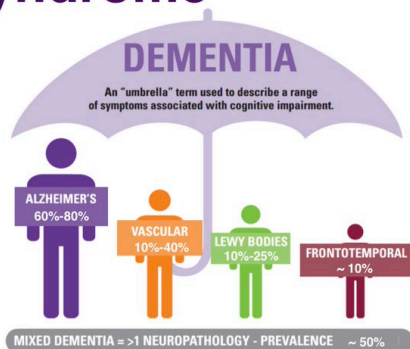 DEMENTIA
An “umbrella” term used to describe a range
of symptoms associated with cognitive impairment.
ALZHEIMER'S
60%-80%
VASCULAR
10%-40%
LEWY BODIES
10%-25%
FRONTOTEMPORAL
~ 10%
MIXED DEMENTIA = >1 NEUROPATHOLOGY - PREVALENCE ~ 50%